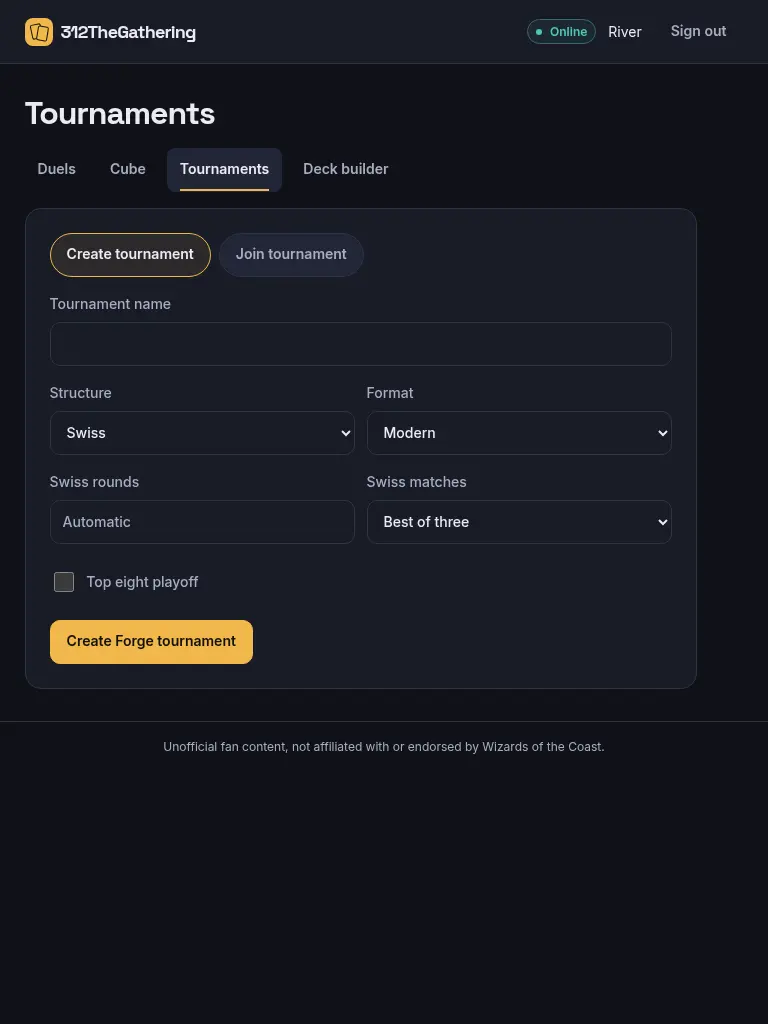 312TheGathering
Online River Sign out
Tournaments
Duels Cube Tournaments Deck builder
Create tournament Join tournament
Tournament name
Structure Format
Swiss Modern
Swiss rounds Swiss matches
Automatic Best of three
Top eight playoff
Create Forge tournament
Unofficial fan content, not affiliated with or endorsed by Wizards of the Coast.